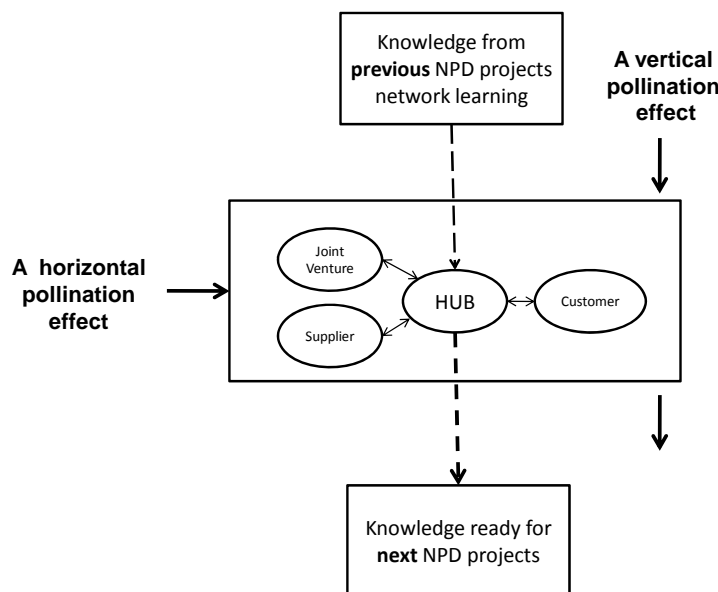 Knowledge from
previous NPD projects
network learning
A vertical
pollination
effect
A horizontal
pollination
effect
Joint
Venture
HUB
Customer
Supplier
Knowledge ready for
next NPD projects